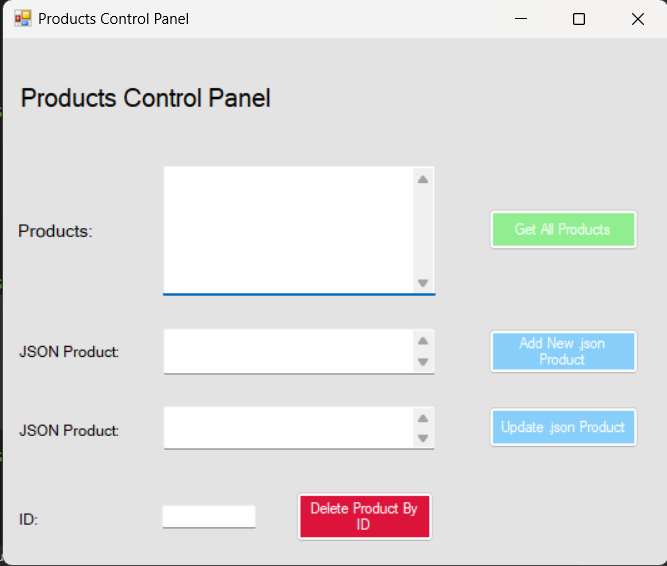 Products Control Panel
Products Control Panel
Products:
Get All Products
JSON Product:
Add New .json
Product
JSON Product:
Update .json Product
ID:
Delete Product By
ID